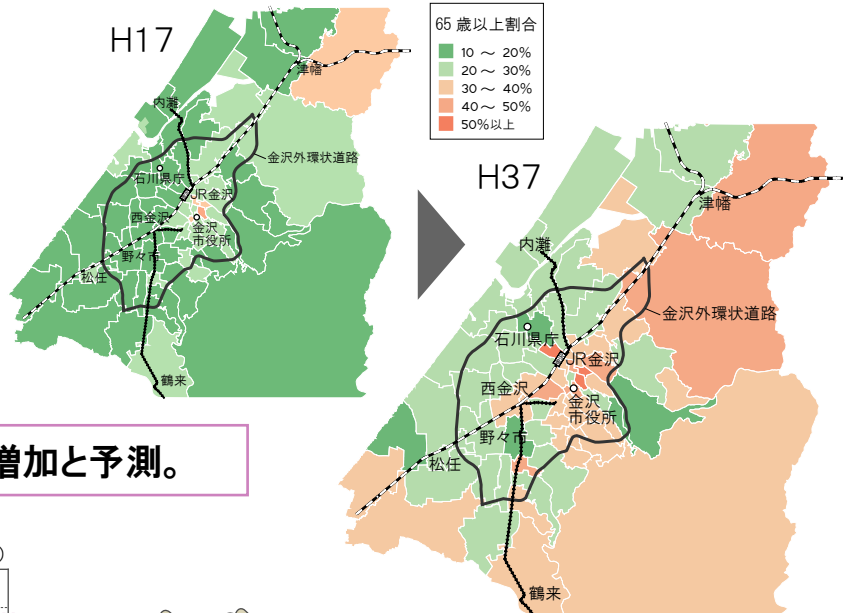 H17
65 歳以上割合
10 ～ 20%
20 ～ 30%
30 ～ 40%
40 ～ 50%
50%以上
津幡
内灘
金沢外環状道路
石川県庁
JR金沢
西金沢
金沢
市役所
野々市
松任
鶴来
H37
津幡
内灘
金沢外環状道路
石川県庁
JR金沢
西金沢
金沢
市役所
野々市
松任
鶴来
増加と予測。
)